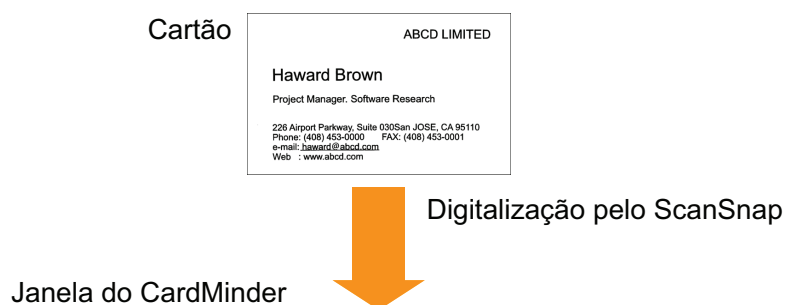 Cartão
ABCD LIMITED
Haward Brown
Project Manager. Software Research
226 Airport Parkway, Suite 030San JOSE, CA 95110
Phone: (408) 453-0000 FAX: (408) 453-0001
e-mail: haward@abcd.com
Web : www.abcd.com
Digitalização pelo ScanSnap
Janela do CardMinder